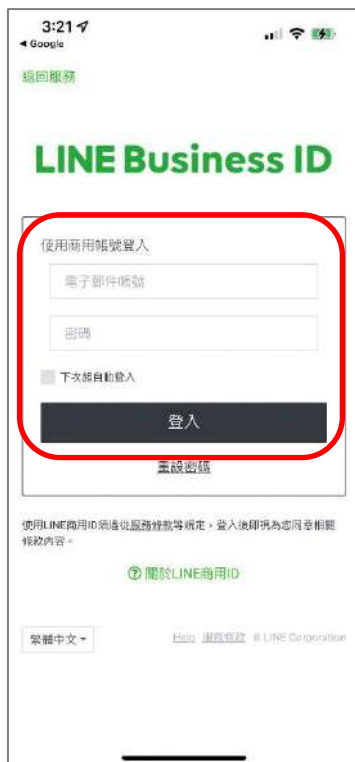 3:21
◀ Google
返回服務
LINE Business ID
使用商用帳號登入
電子郵件帳號
密碼
下次起自動登入
登入
重設密碼
使用LINE商用ID須遵從服務條款等規定，登入後即視為您同意相關
條款內容。
? 關於LINE商用ID
繁體中文
Help 服務條款 © LINE Corporation